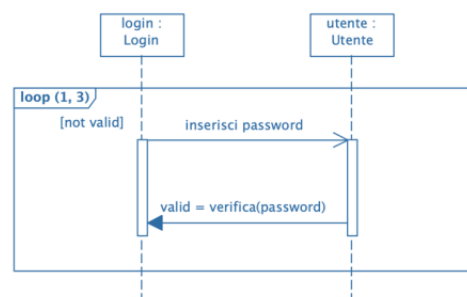 login :
Login
utente :
Utente
loop (1, 3)
[not valid]
inserisci password
valid = verifica(password)